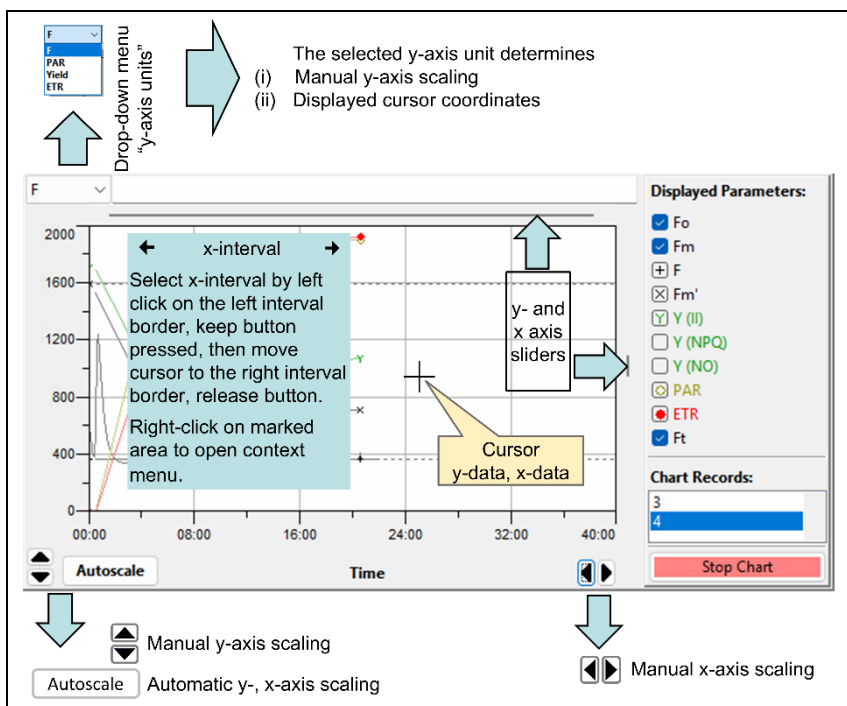 F
F
PAR
Yield
ETR
Drop-down menu
“y-axis units”
The selected y-axis unit determines
(i) Manual y-axis scaling
(ii) Displayed cursor coordinates
F
2000
1600
1200
800
400
0
00:00 08:00 16:00 24:00 32:00 40:00
x-interval
Select x-interval by left
click on the left interval
border, keep button
pressed, then move
cursor to the right interval
border, release button.
Right-click on marked
area to open context
menu.
y- and
x axis
sliders
Cursor
y-data, x-data
Autoscale
Time
Displayed Parameters:
Fo
Fm
F
Fm'
Y (II)
Y (NPQ)
Y (NO)
PAR
ETR
Ft
Chart Records:
3
4
Stop Chart
Manual y-axis scaling
Autoscale Automatic y-, x-axis scaling
Manual x-axis scaling